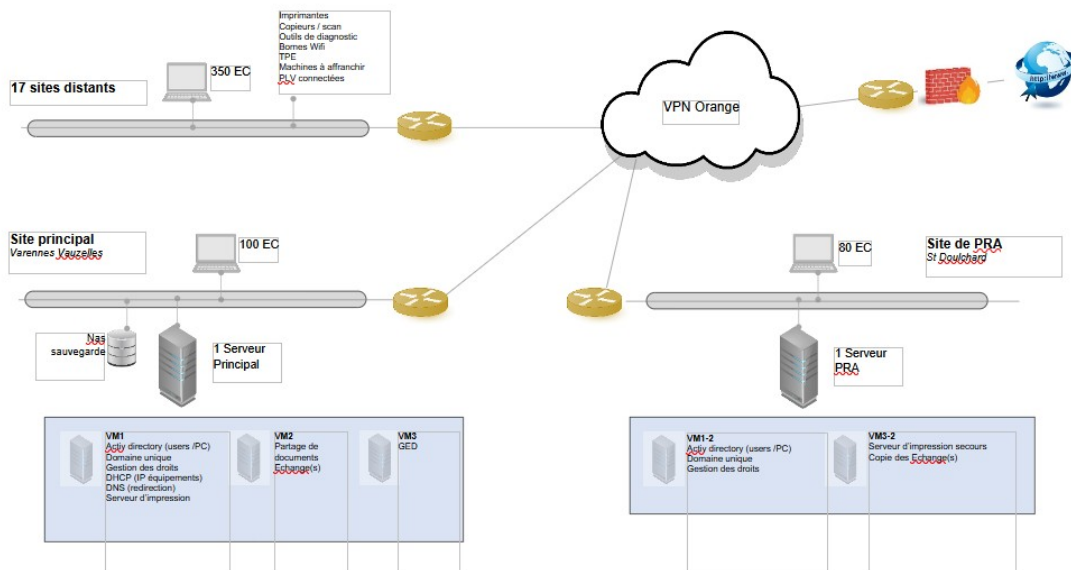 Imprimantes
Copieurs / scan
Outils de diagnostic
Bornes Wifi
TPE
Machines à affranchir
PLV connectées
350 EC
17 sites distants
VPN Orange
http://www.
Site principal
Varennes Vauzelles
100 EC
80 EC
Site de PRA
St Doulchard
Nas
sauvegarde
1 Serveur
Principal
1 Serveur
PRA
VM1
Activ directory (users /PC)
Domaine unique
Gestion des droits
DHCP (IP équipements)
DNS (redirection)
Serveur d'impression
VM2
Partage de
documents
Echange(s)
VM3
GED
VM1-2
Activ directory (users /PC)
Domaine unique
Gestion des droits
VM3-2
Serveur d'impression secours
Copie des Echange(s)